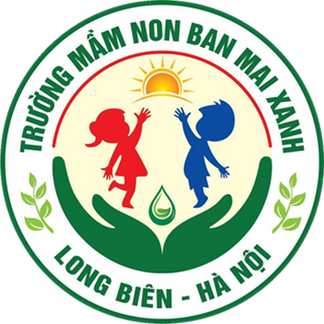 TRƯỜNG MẦM NON BAN MAI XANH
LONG BIÊN - HÀ NỘI